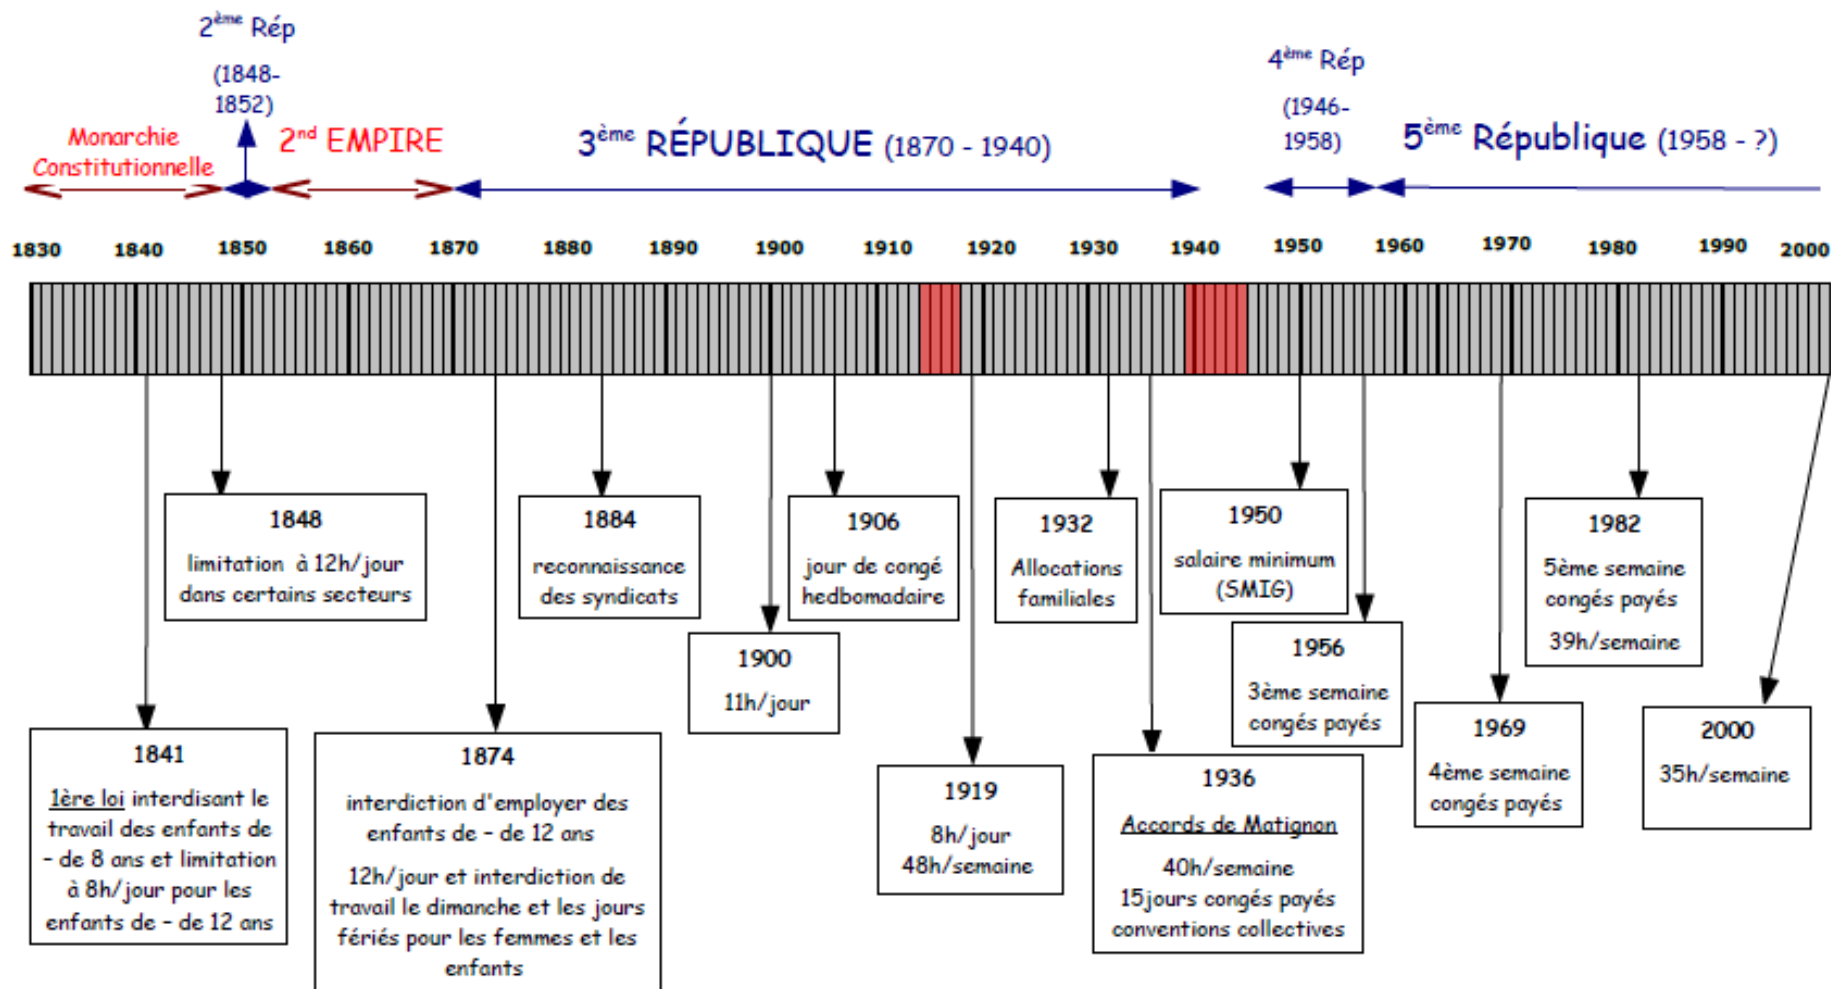 2ème Rép
(1848-
1852)
Monarchie
Constitutionnelle
2nd EMPIRE
3ème RÉPUBLIQUE (1870 - 1940)
4ème Rép
(1946-
1958)
5ème République (1958 - ?)
1830 1840 1850 1860 1870 1880 1890 1900 1910 1920 1930 1940 1950 1960 1970 1980 1990 2000
1848
limitation à 12h/jour
dans certains secteurs
1884
reconnaissance
des syndicats
1906
jour de congé
hedbomadaire
1932
Allocations
familiales
1950
salaire minimum
(SMIG)
1982
5ème semaine
congés payés
39h/semaine
1900
11h/jour
1956
3ème semaine
congés payés
1841
1ère loi interdisant le
travail des enfants de
- de 8 ans et limitation
à 8h/jour pour les
enfants de - de 12 ans
1874
interdiction d'employer des
enfants de - de 12 ans
12h/jour et interdiction de
travail le dimanche et les jours
fériés pour les femmes et les
enfants
1919
8h/jour
48h/semaine
1936
Accords de Matignon
40h/semaine
15jours congés payés
conventions collectives
1969
4ème semaine
congés payés
2000
35h/semaine